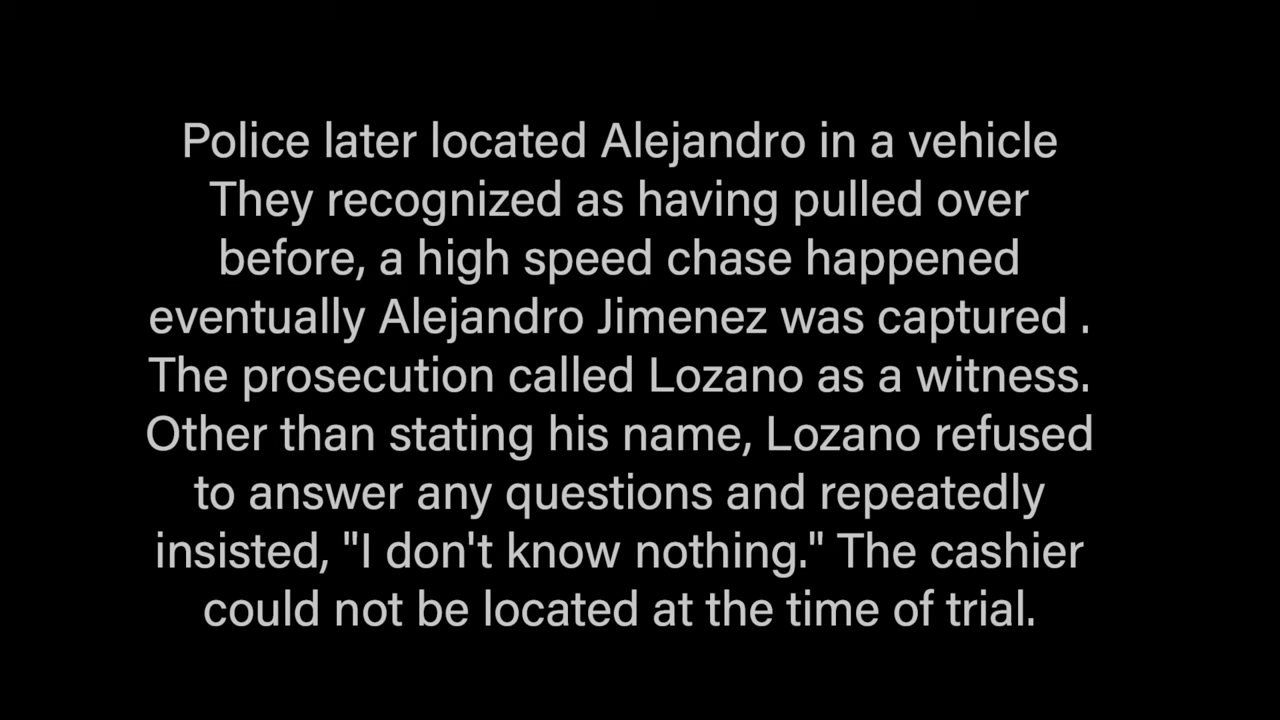 Police later located Alejandro in a vehicle
They recognized as having pulled over
before, a high speed chase happened
eventually Alejandro Jimenez was captured .
The prosecution called Lozano as a witness.
Other than stating his name, Lozano refused
to answer any questions and repeatedly
insisted, "I don't know nothing." The cashier
could not be located at the time of trial.